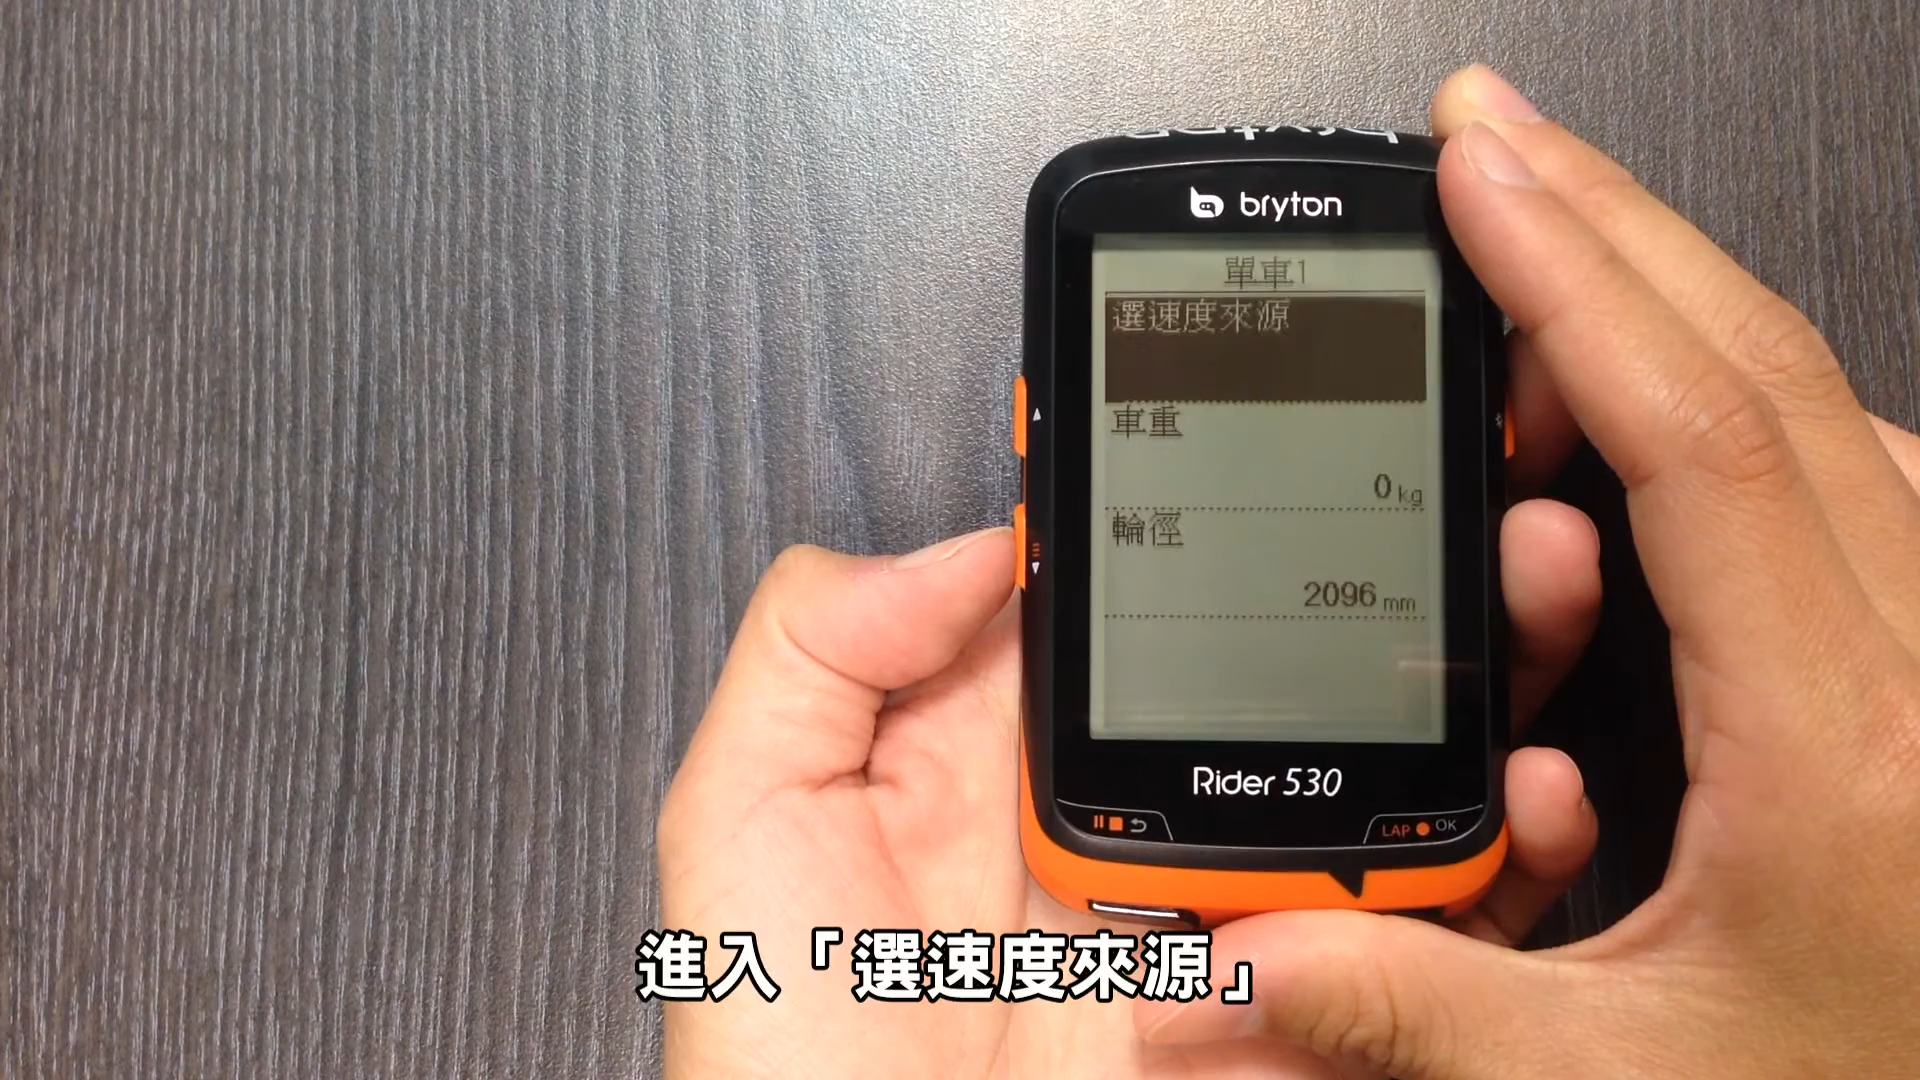 bryton
bryton
單車1
選速度來源
車重
0 kg
輪徑
2096 mm
Rider 530
LAP OK
進入「選速度來源」